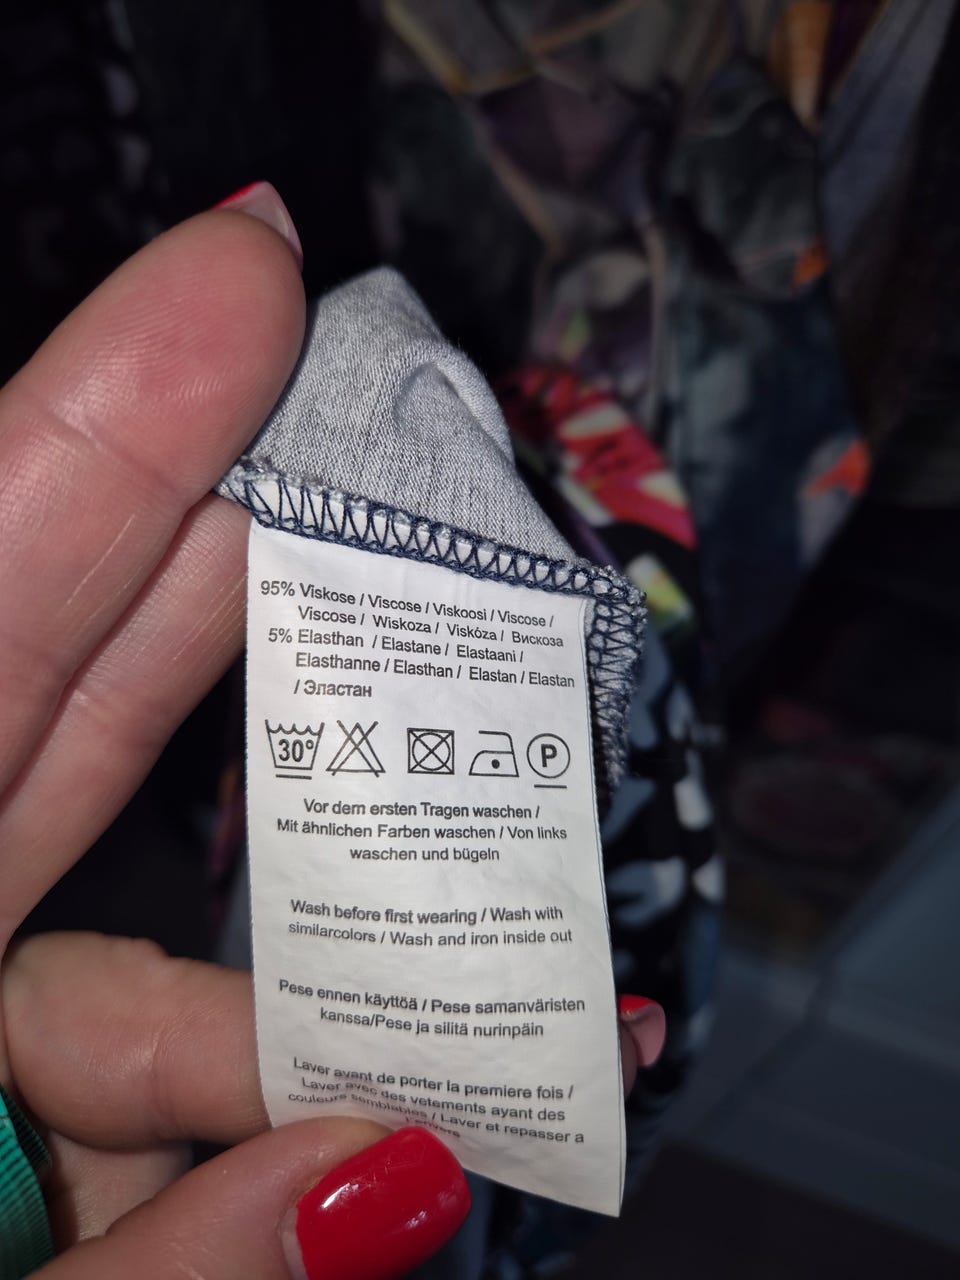 95% Viskose / Viscose / Viskoosi / Viscose /
Viscose / Wiskoza / Viskóza / Вискоза
5% Elasthan / Elastane / Elastaani /
Elasthanne / Elasthan / Elastan / Elastan
/ Эластан
30°
P
Vor dem ersten Tragen waschen /
Mit ähnlichen Farben waschen / Von links
waschen und bügeln
Wash before first wearing / Wash with
similarcolors / Wash and iron inside out
Pese ennen käyttöä / Pese samanväristen
kanssa/Pese ja silitä nurinpäin
Laver avant de porter la premiere fois /
Laver avec des vetements ayant des
couleurs semblables / Laver et repasser a
l'envers